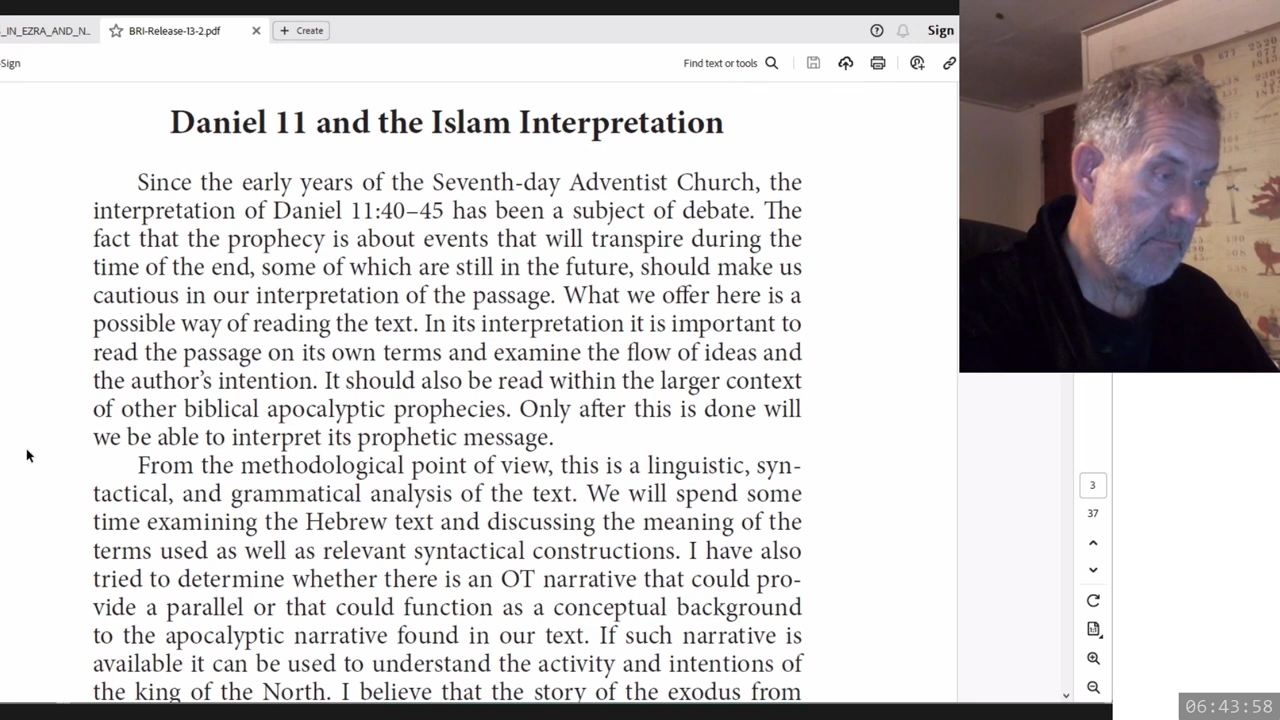 _IN_EZRA_AND_N..
BRI-Release-13-2.pdf
Create
Sign
Sign
Find text or tools
Daniel 11 and the Islam Interpretation
Since the early years of the Seventh-day Adventist Church, the
interpretation of Daniel 11:40–45 has been a subject of debate. The
fact that the prophecy is about events that will transpire during the
time of the end, some of which are still in the future, should make us
cautious in our interpretation of the passage. What we offer here is a
possible way of reading the text. In its interpretation it is important to
read the passage on its own terms and examine the flow of ideas and
the author’s intention. It should also be read within the larger context
of other biblical apocalyptic prophecies. Only after this is done will
we be able to interpret its prophetic message.
From the methodological point of view, this is a linguistic, syn-
tactical, and grammatical analysis of the text. We will spend some
time examining the Hebrew text and discussing the meaning of the
terms used as well as relevant syntactical constructions. I have also
tried to determine whether there is an OT narrative that could pro-
vide a parallel or that could function as a conceptual background
to the apocalyptic narrative found in our text. If such narrative is
available it can be used to understand the activity and intentions of
the king of the North. I believe that the story of the exodus from
3
37
06:43:58